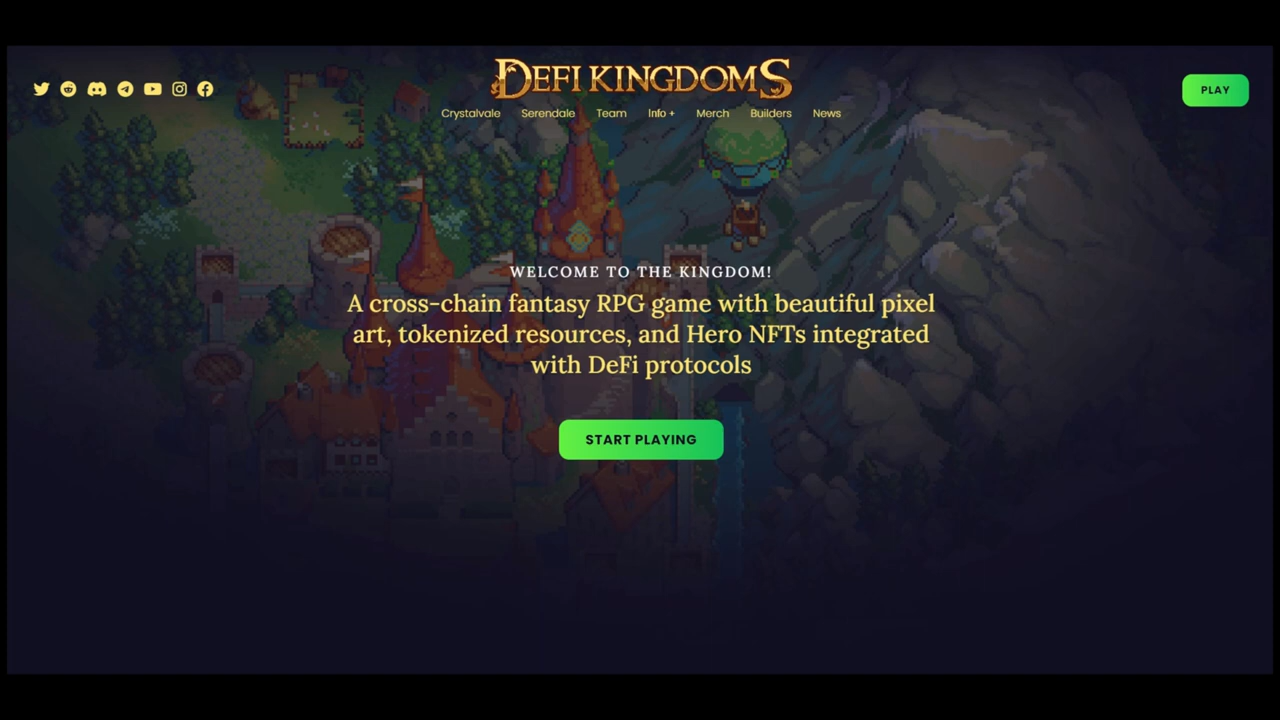 DEFI KINGDOMS
PLAY
Crystalvale Serendale Team Info + Merch Builders News
WELCOME TO THE KINGDOM!
A cross-chain fantasy RPG game with beautiful pixel
art, tokenized resources, and Hero NFTs integrated
with DeFi protocols
START PLAYING